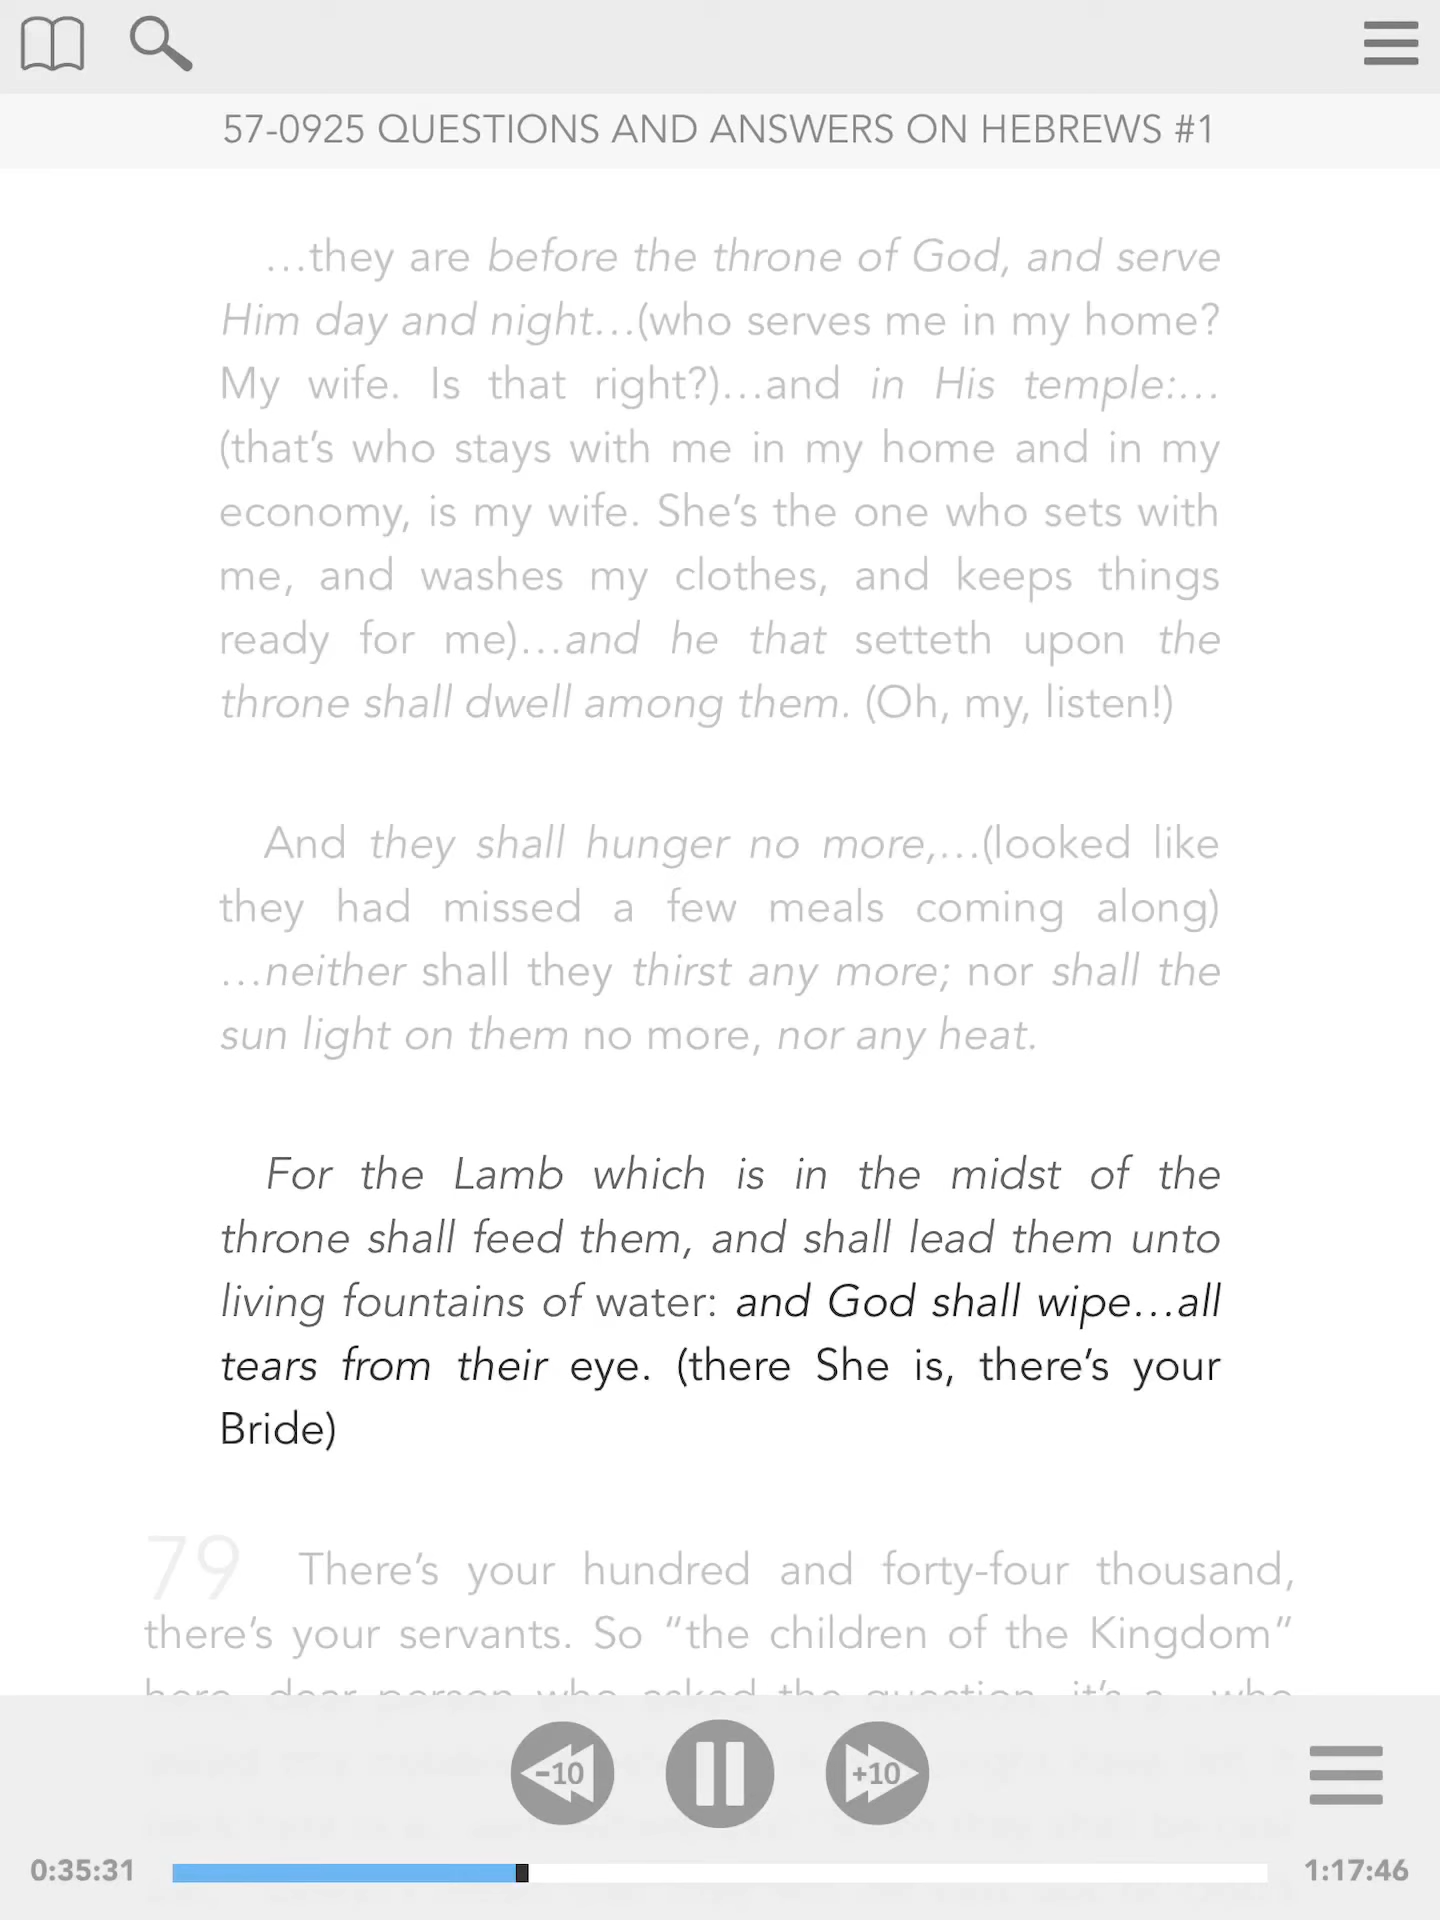 57-0925 QUESTIONS AND ANSWERS ON HEBREWS #1
…they are before the throne of God, and serve
Him day and night…(who serves me in my home?
My wife. Is that right?)…and in His temple:…
(that’s who stays with me in my home and in my
economy, is my wife. She’s the one who sets with
me, and washes my clothes, and keeps things
ready for me)…and he that setteth upon the
throne shall dwell among them. (Oh, my, listen!)
And they shall hunger no more,…(looked like
they had missed a few meals coming along)
…neither shall they thirst any more; nor shall the
sun light on them no more, nor any heat.
For the Lamb which is in the midst of the
throne shall feed them, and shall lead them unto
living fountains of water: and God shall wipe…all
tears from their eye. (there She is, there’s your
Bride)
79 There’s your hundred and forty-four thousand,
there’s your servants. So “the children of the Kingdom”
here, dear person who asked the question, it’s a…who
-10 +10
0:35:31 1:17:46